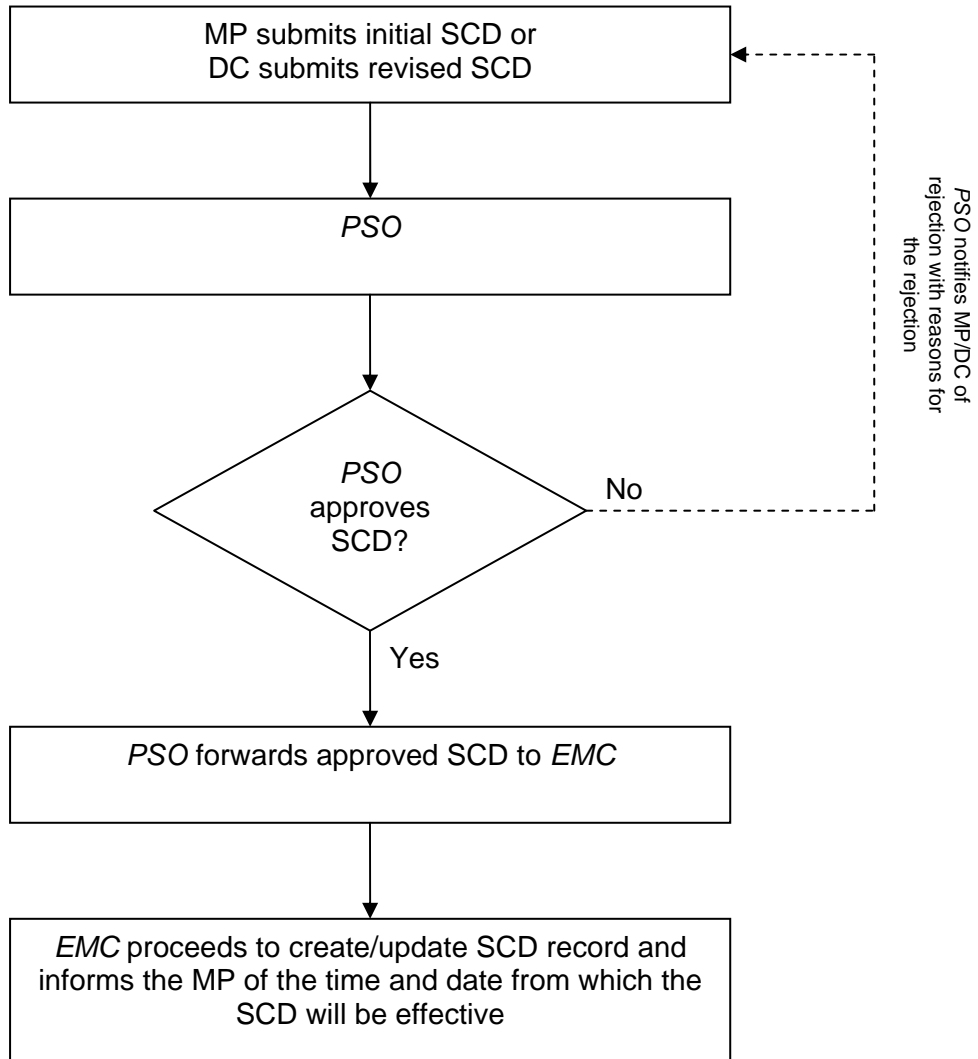 MP submits initial SCD or
DC submits revised SCD
PSO
PSO notifies MP/DC of
rejection with reasons for
the rejection
PSO
approves
SCD?
No
Yes
PSO forwards approved SCD to EMC
EMC proceeds to create/update SCD record and
informs the MP of the time and date from which the
SCD will be effective